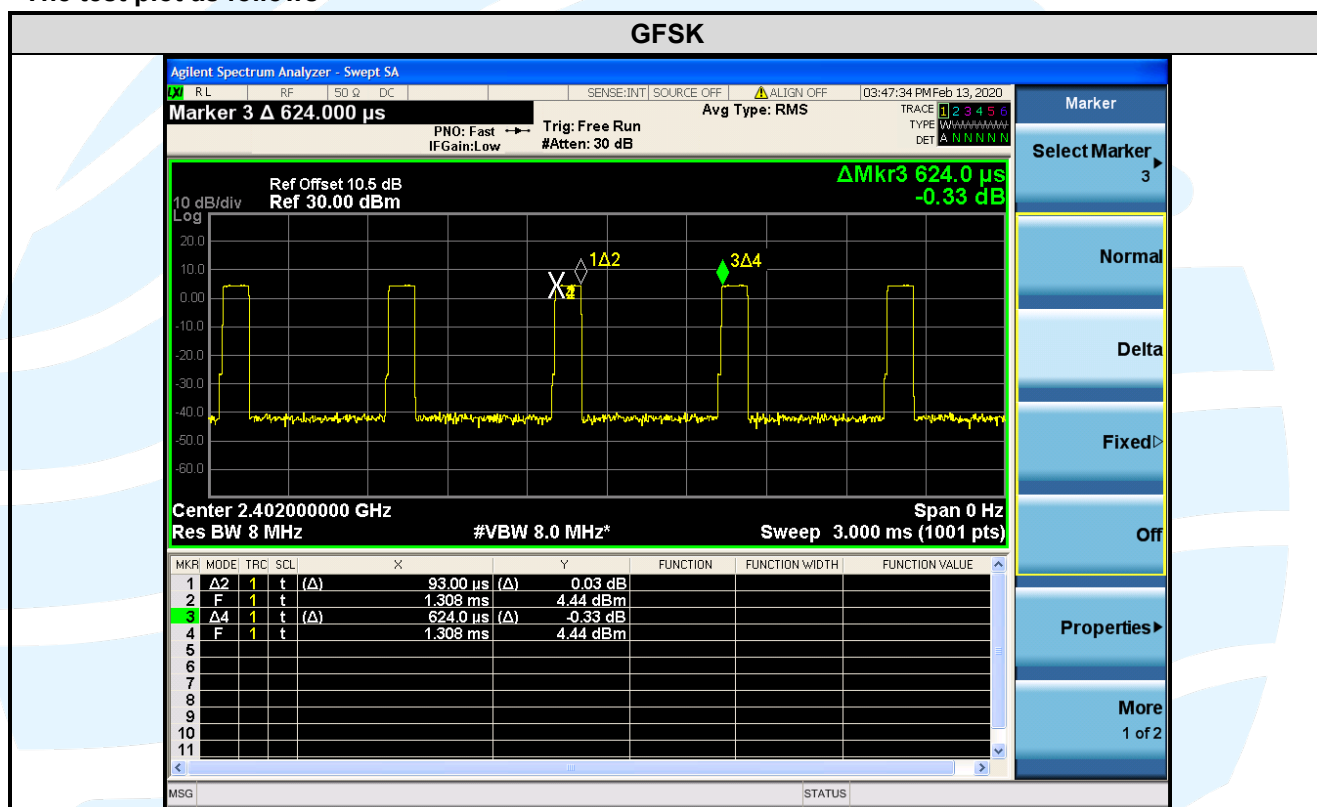 The test plot as follows
GFSK
Agilent Spectrum Analyzer - Swept SA
LXI RL RF 50 Ω DC SENSE:INT SOURCE OFF ALIGN OFF 03:47:34 PM Feb 13, 2020
Marker 3 Δ 624.000 µs
PNO: Fast
IFGain:Low
Trig: Free Run
#Atten: 30 dB
Avg Type: RMS
TRACE 1 2 3 4 5 6
TYPE WWWWWW
DET A N N N N N
Ref Offset 10.5 dB
10 dB/div Ref 30.00 dBm
Log
ΔMkr3 624.0 µs
-0.33 dB
20.0
10.0
0.00
-10.0
-20.0
-30.0
-40.0
-50.0
-60.0
1Δ2
3Δ4
Center 2.402000000 GHz Span 0 Hz
Res BW 8 MHz #VBW 8.0 MHz* Sweep 3.000 ms (1001 pts)
MKR MODE TRC SCL X Y FUNCTION FUNCTION WIDTH FUNCTION VALUE
1 Δ2 1 t (Δ) 93.00 µs (Δ) 0.03 dB
2 F 1 t 1.308 ms 4.44 dBm
3 Δ4 1 t (Δ) 624.0 µs (Δ) -0.33 dB
4 F 1 t 1.308 ms 4.44 dBm
5
6
7
8
9
10
11
MSG STATUS
Marker
Select Marker
3
Normal
Delta
Fixed
Off
Properties
More
1 of 2